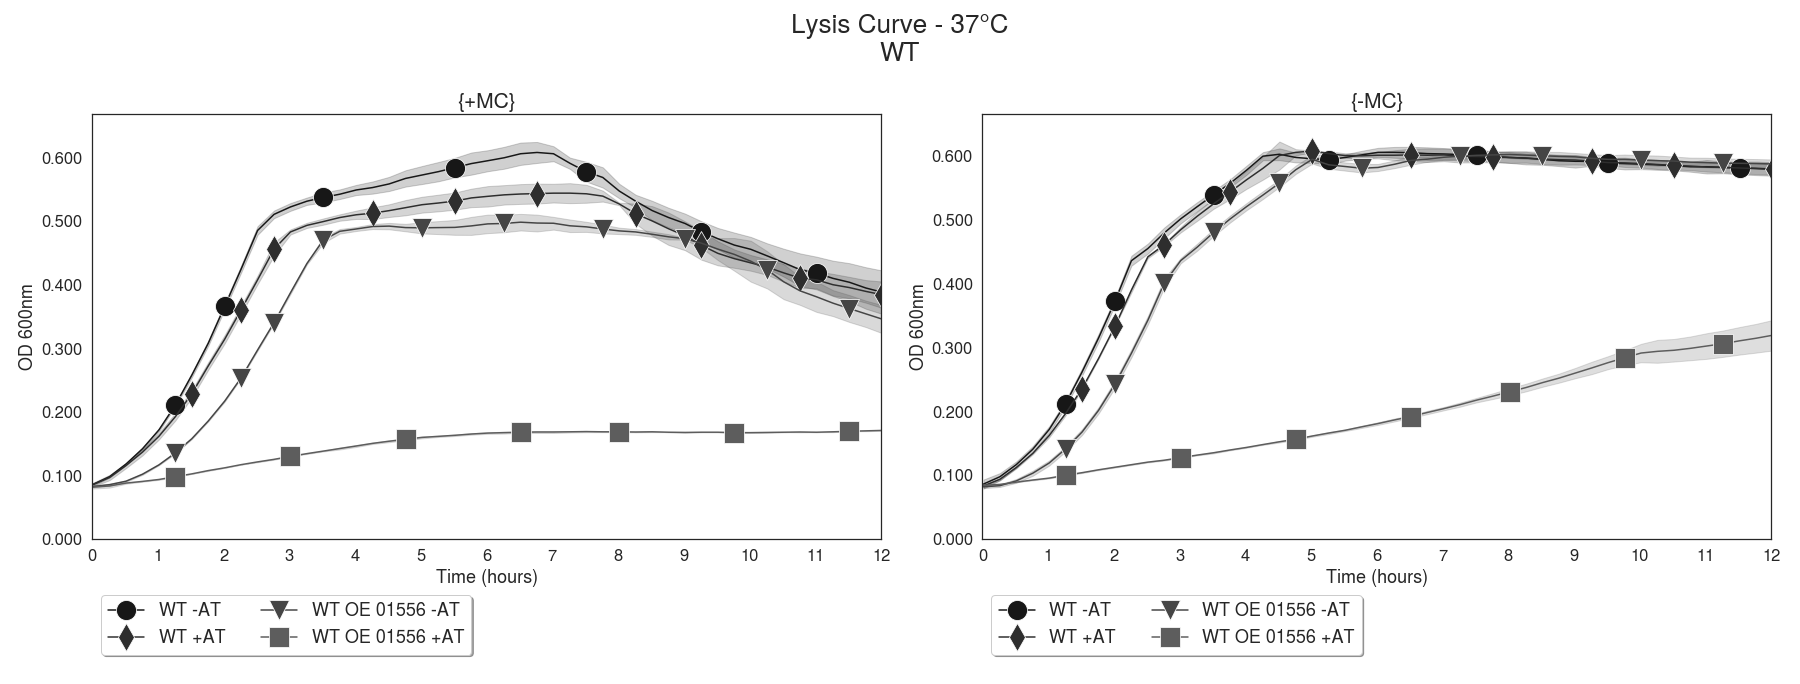 Lysis Curve - 37°C
WT
{+MC}
OD 600nm
0.600
0.500
0.400
0.300
0.200
0.100
0.000
0 1 2 3 4 5 6 7 8 9 10 11 12
Time (hours)
WT -AT
WT +AT
WT OE 01556 -AT
WT OE 01556 +AT
{-MC}
OD 600nm
0.600
0.500
0.400
0.300
0.200
0.100
0.000
0 1 2 3 4 5 6 7 8 9 10 11 12
Time (hours)
WT -AT
WT +AT
WT OE 01556 -AT
WT OE 01556 +AT